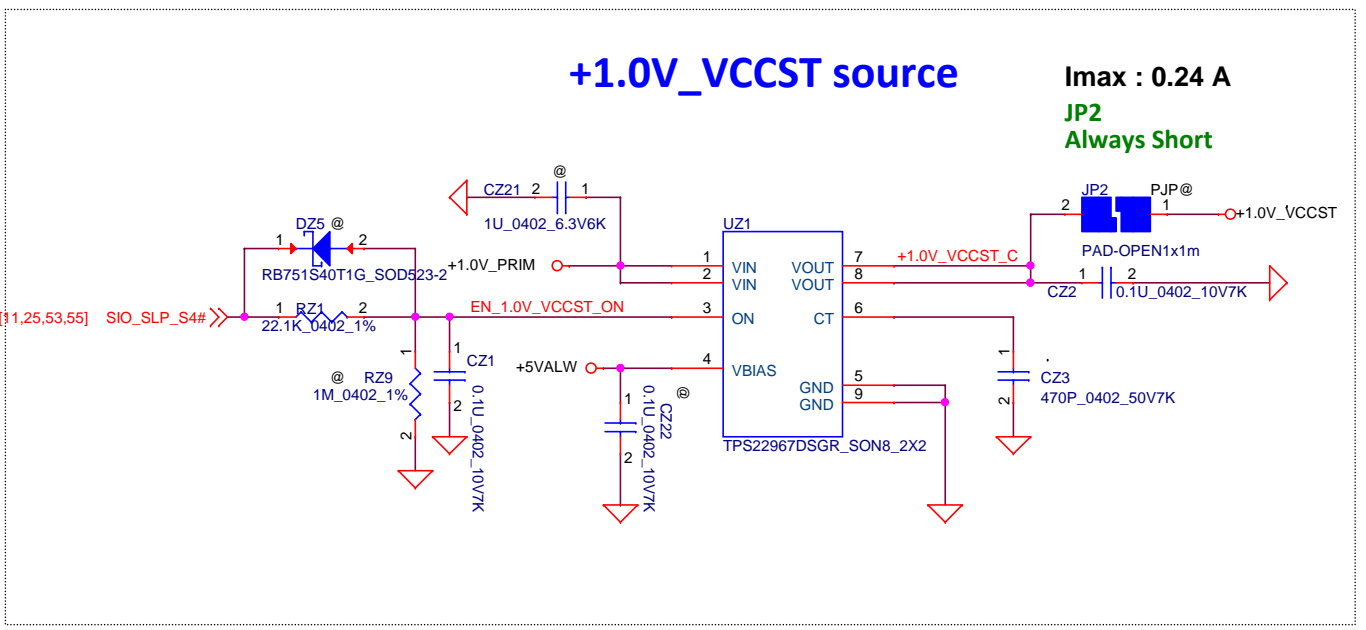 +1.0V_VCCST source
Imax : 0.24 A
JP2
Always Short
@
CZ21 2 1
1U_0402_6.3V6K
JP2 PJP@
2 1
+1.0V_VCCST
PAD-OPEN1x1m
DZ5 @
1 2
RB751S40T1G_SOD523-2
UZ1
+1.0V_PRIM
1 VIN
2 VIN
VOUT 7
VOUT 8
+1.0V_VCCST_C
1 2
CZ2 0.1U_0402_10V7K
[11,25,53,55] SIO_SLP_S4#
1 RZ1 2
22.1K_0402_1%
EN_1.0V_VCCST_ON
3 ON
CT 6
1
@ RZ9
1M_0402_1%
2
1
CZ1
0.1U_0402_10V7K
2
+5VALW
4 VBIAS
GND 5
GND 9
1
CZ22
@
0.1U_0402_10V7K
2
1
CZ3
470P_0402_50V7K
2
TPS22967DSGR_SON8_2X2